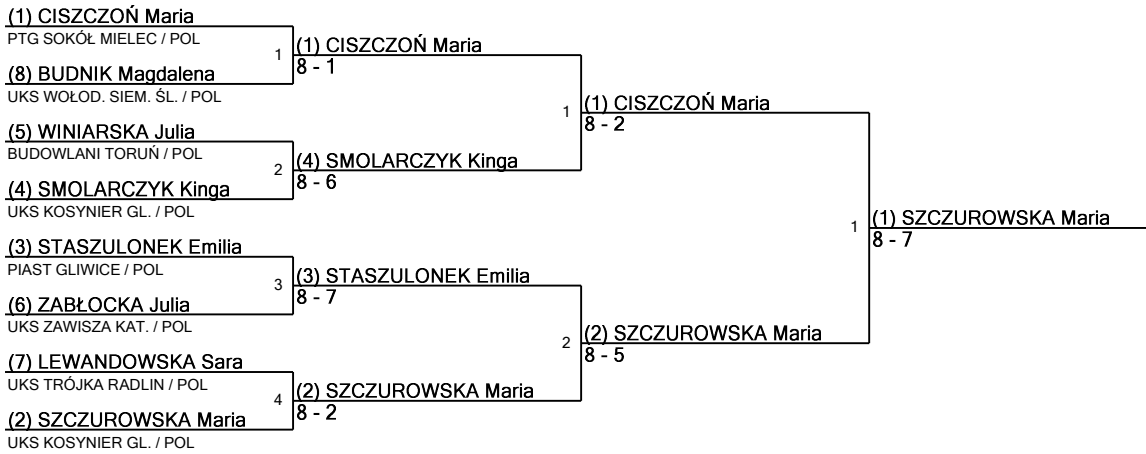 (1) CISZCZOŃ Maria
PTG SOKÓŁ MIELEC / POL
(8) BUDNIK Magdalena
UKS WOŁOD. SIEM. ŚL. / POL
(5) WINIARSKA Julia
BUDOWLANI TORUŃ / POL
(4) SMOLARCZYK Kinga
UKS KOSYNIER GL. / POL
(3) STASZULONEK Emilia
PIAST GLIWICE / POL
(6) ZABŁOCKA Julia
UKS ZAWISZA KAT. / POL
(7) LEWANDOWSKA Sara
UKS TRÓJKA RADLIN / POL
(2) SZCZUROWSKA Maria
UKS KOSYNIER GL. / POL
1
(1) CISZCZOŃ Maria
8 - 1
2
(4) SMOLARCZYK Kinga
8 - 6
3
(3) STASZULONEK Emilia
8 - 7
4
(2) SZCZUROWSKA Maria
8 - 2
1
(1) CISZCZOŃ Maria
8 - 2
2
(2) SZCZUROWSKA Maria
8 - 5
1
(1) SZCZUROWSKA Maria
8 - 7